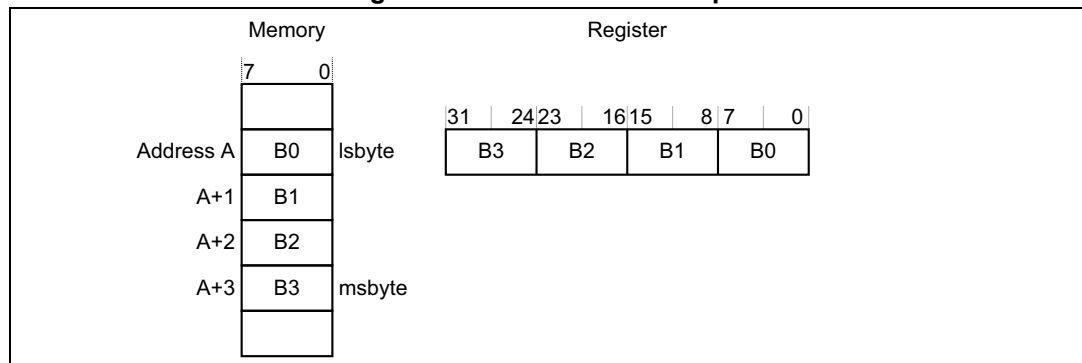 Memory Register
7 0
31 24 23 16 15 8 7 0
Address A B0 lsbyte B3 B2 B1 B0
A+1 B1
A+2 B2
A+3 B3 msbyte